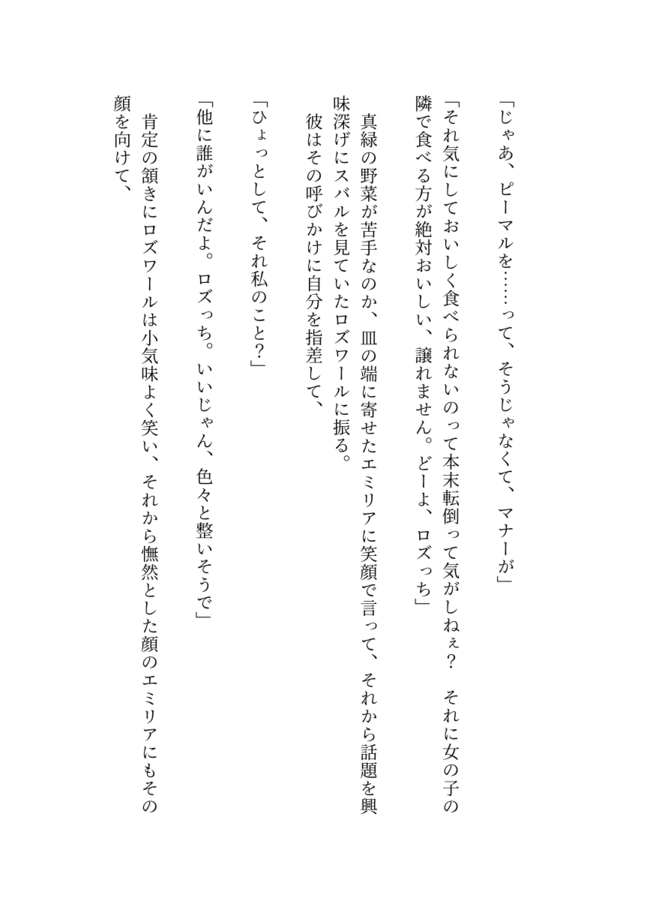 「じゃあ、ピーマルを……って、そうじゃなくて、マナーが」
「それ気にしておいしく食べられないのって本末転倒って気がしねぇ？　それに女の子の
隣で食べる方が絶対おいしい、譲れません。どーよ、ロズっち」
　真緑の野菜が苦手なのか、皿の端に寄せたエミリアに笑顔で言って、それから話題を興
味深げにスバルを見ていたロズワールに振る。
　彼はその呼びかけに自分を指差して、
「ひょっとして、それ私のこと？」
「他に誰がいんだよ。ロズっち。いいじゃん、色々と整いそうで」
　肯定の頷きにロズワールは小気味よく笑い、それから憮然とした顔のエミリアにもその
顔を向けて、